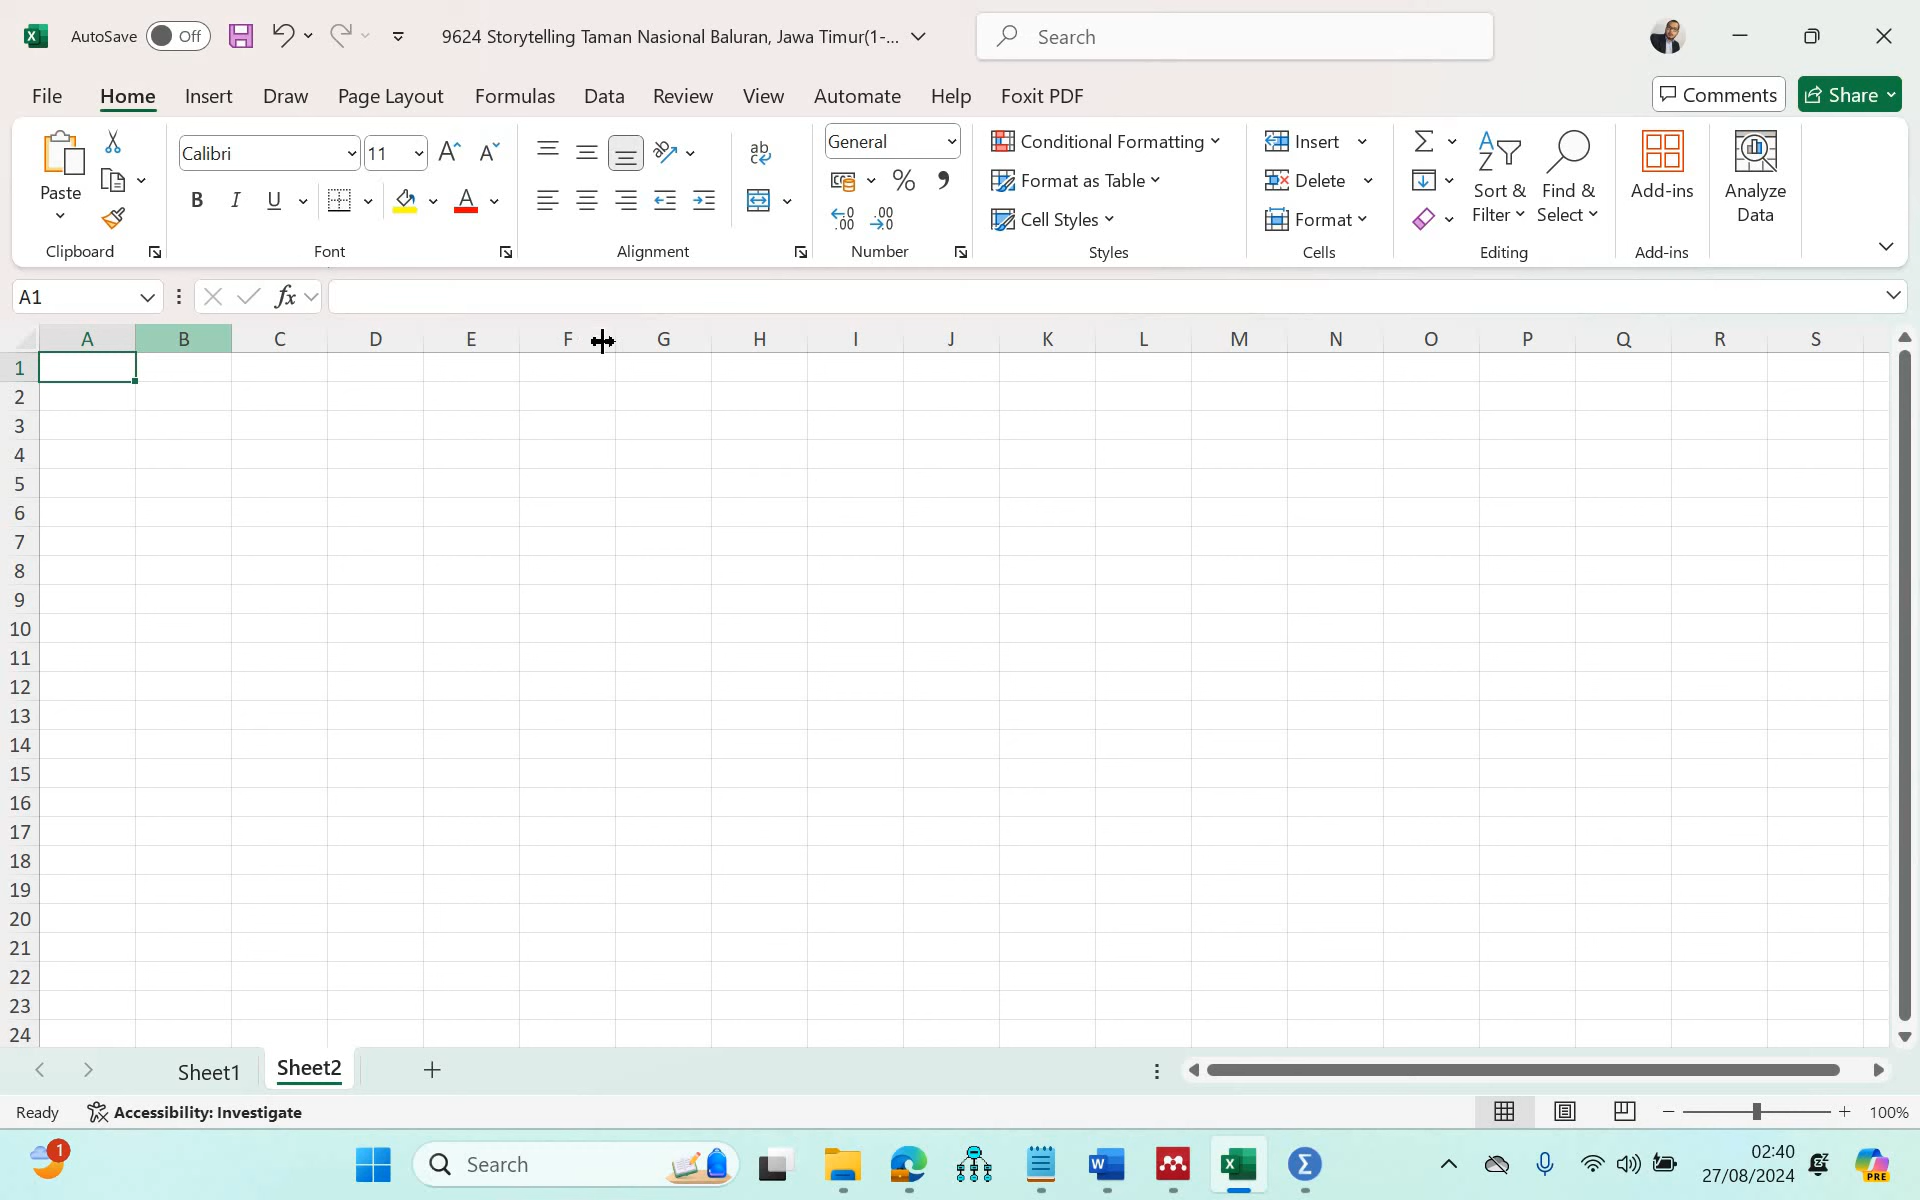 AutoSave Off 9624 Storytelling Taman Nasional Baluran, Jawa Timur(1-... Search
File Home Insert Draw Page Layout Formulas Data Review View Automate Help Foxit PDF Comments Share
Paste Calibri 11 General Conditional Formatting Insert Sort & Filter Find & Select Add-ins Analyze Data
B I U Format as Table Delete
Cell Styles Format
Clipboard Font Alignment Number Styles Cells Editing Add-ins
A1 fx
A B C D E F G H I J K L M N O P Q R S
1
2
3
4
5
6
7
8
9
10
11
12
13
14
15
16
17
18
19
20
21
22
23
24
Sheet1 Sheet2
Ready Accessibility: Investigate 100%
1 Search 02:40
27/08/2024 PRE